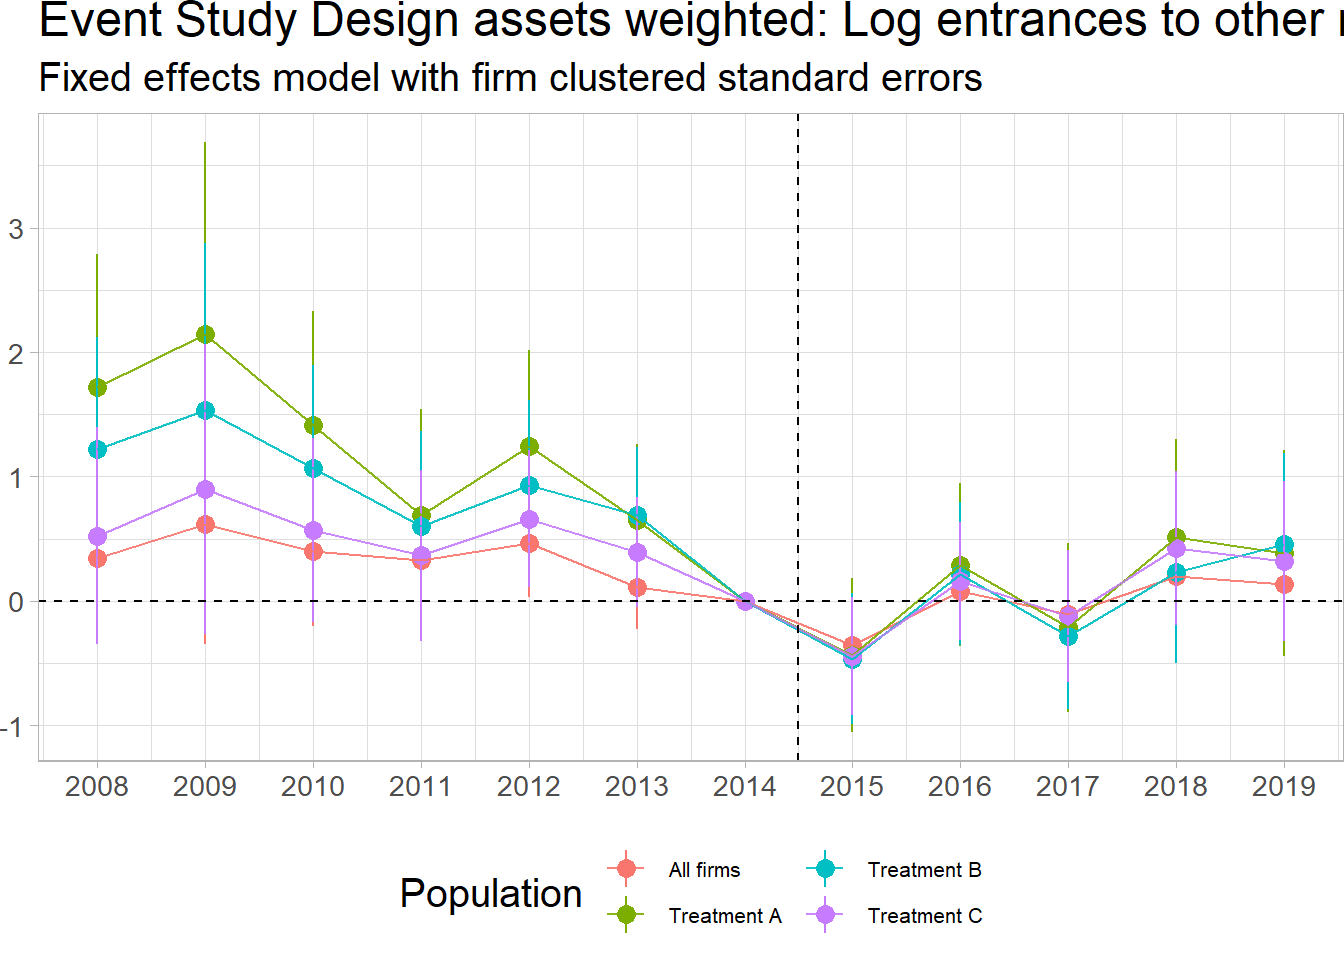 Event Study Design assets weighted: Log entrances to other
Fixed effects model with firm clustered standard errors
3
2
1
0
-1
2008 2009 2010 2011 2012 2013 2014 2015 2016 2017 2018 2019
Population
All firms Treatment B
Treatment A Treatment C